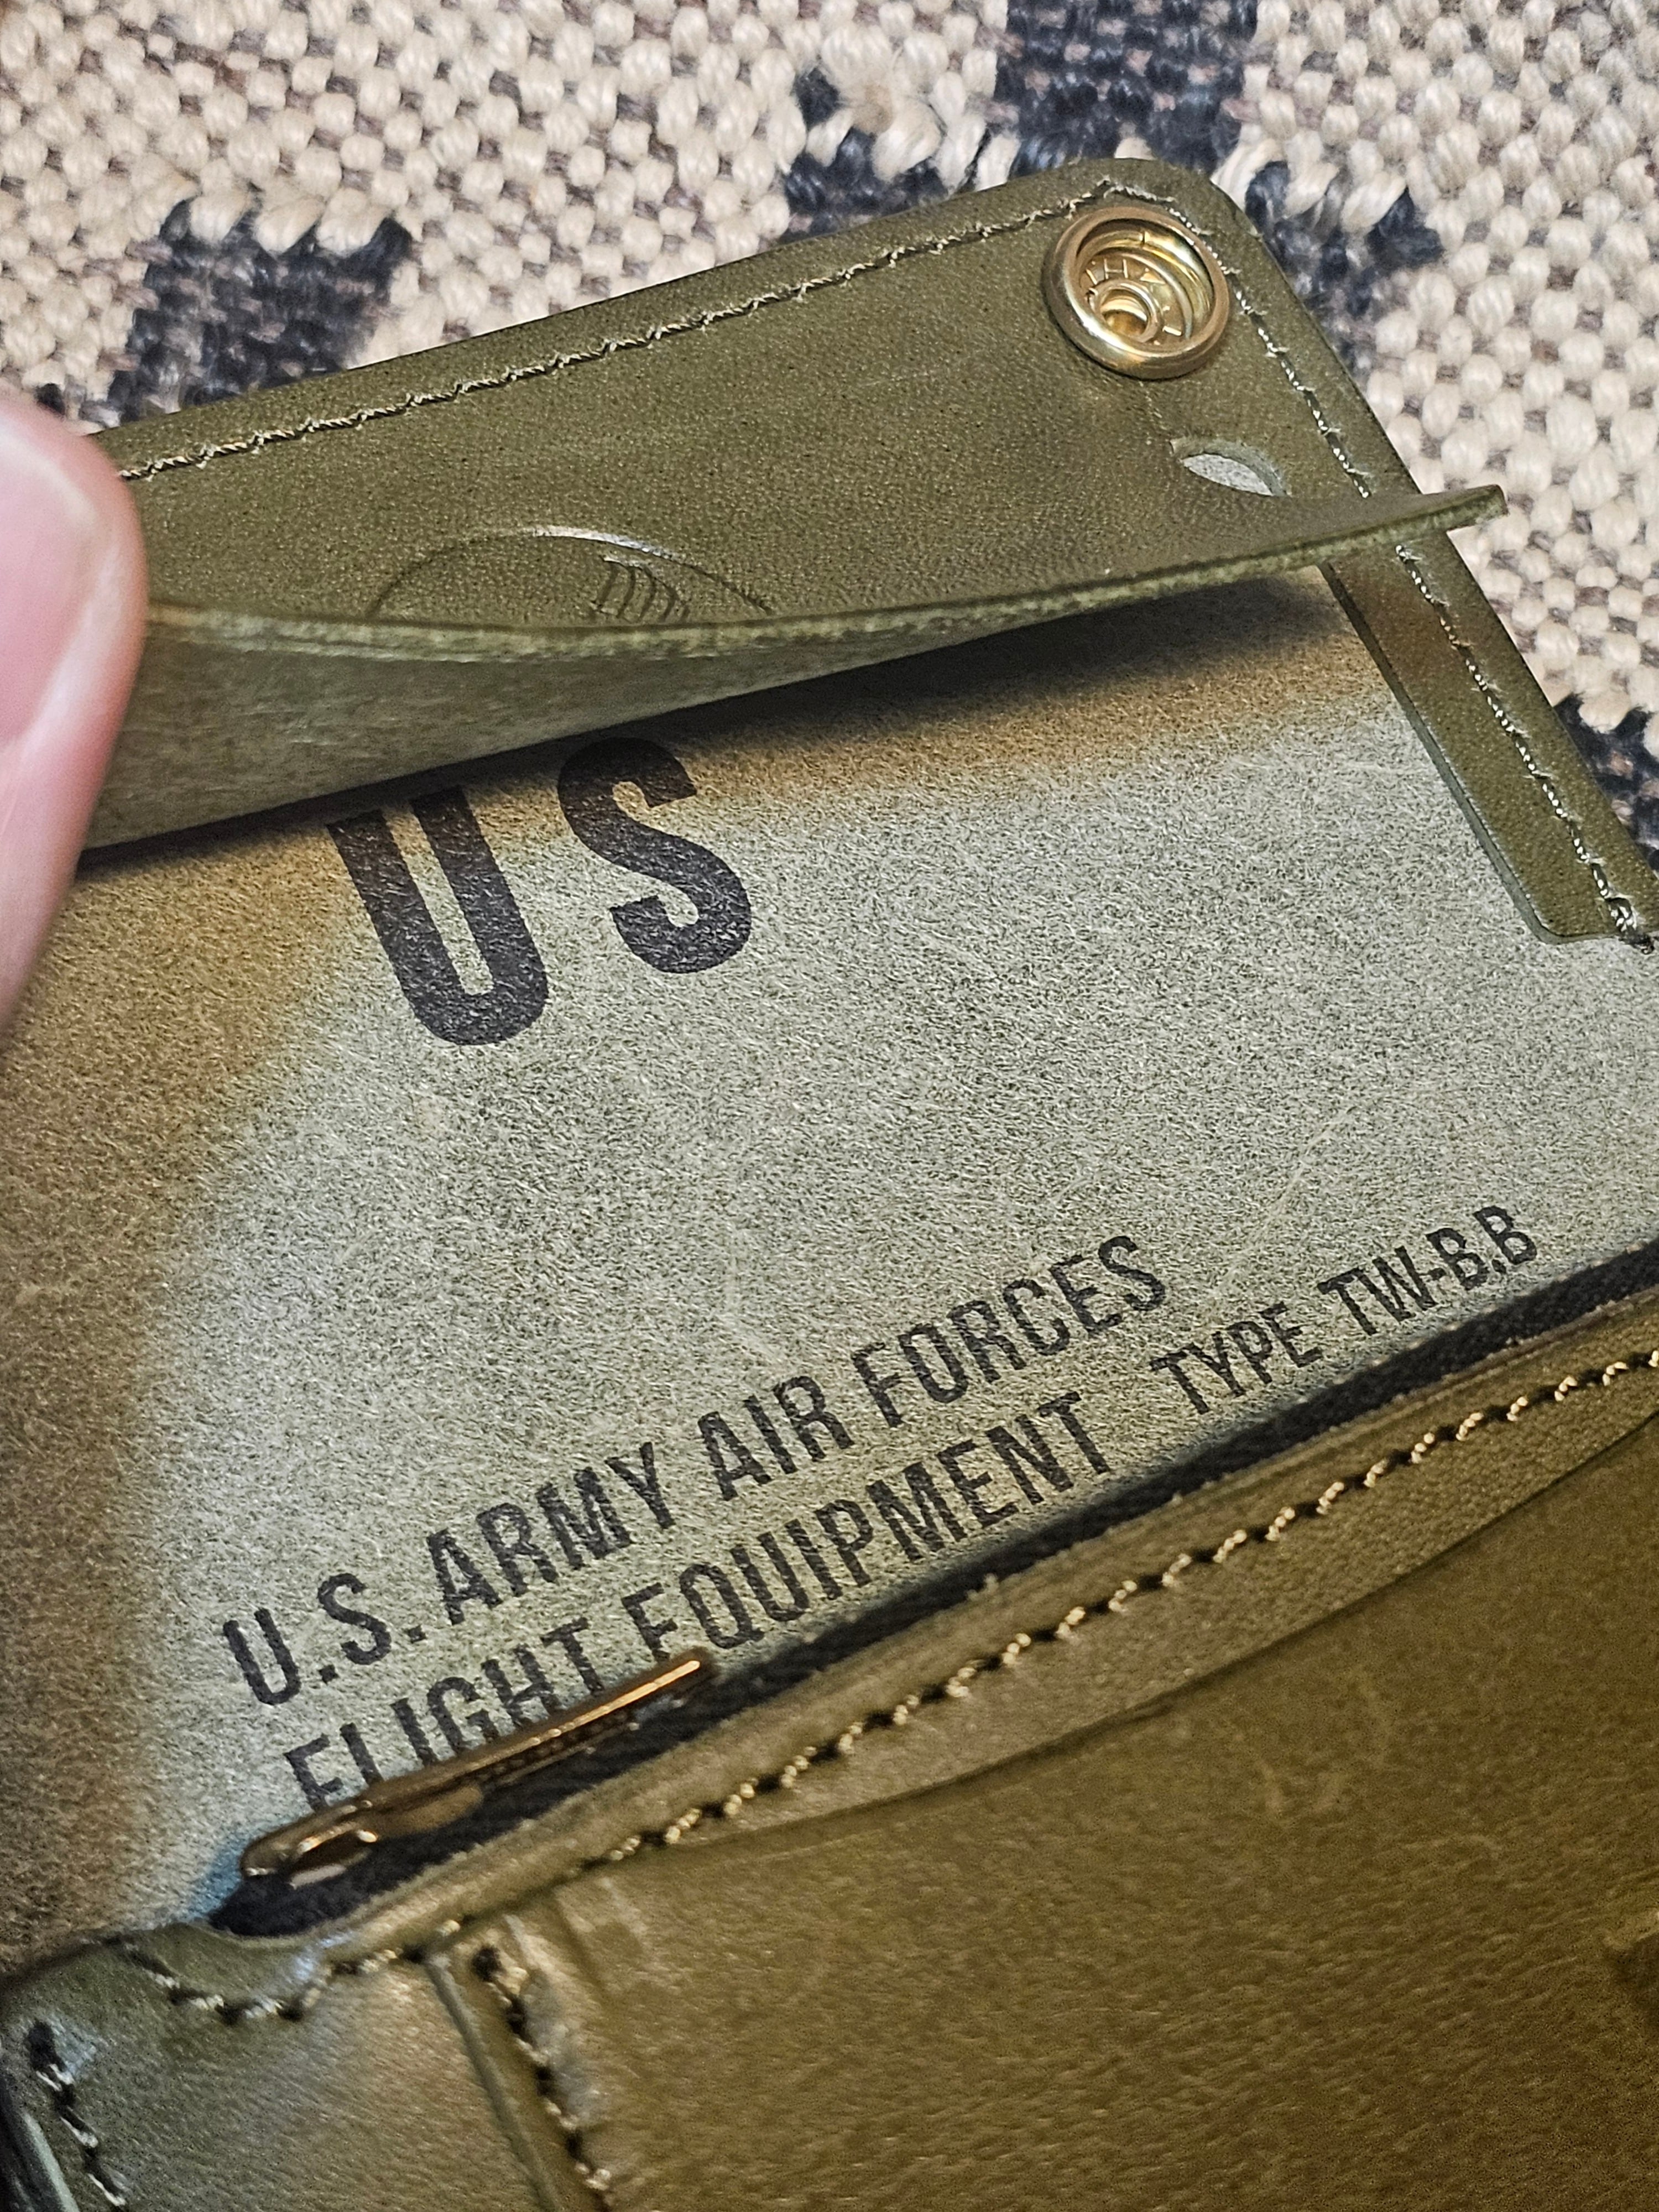 US
U.S. ARMY AIR FORCES
FLIGHT EQUIPMENT TYPE TW-B.B